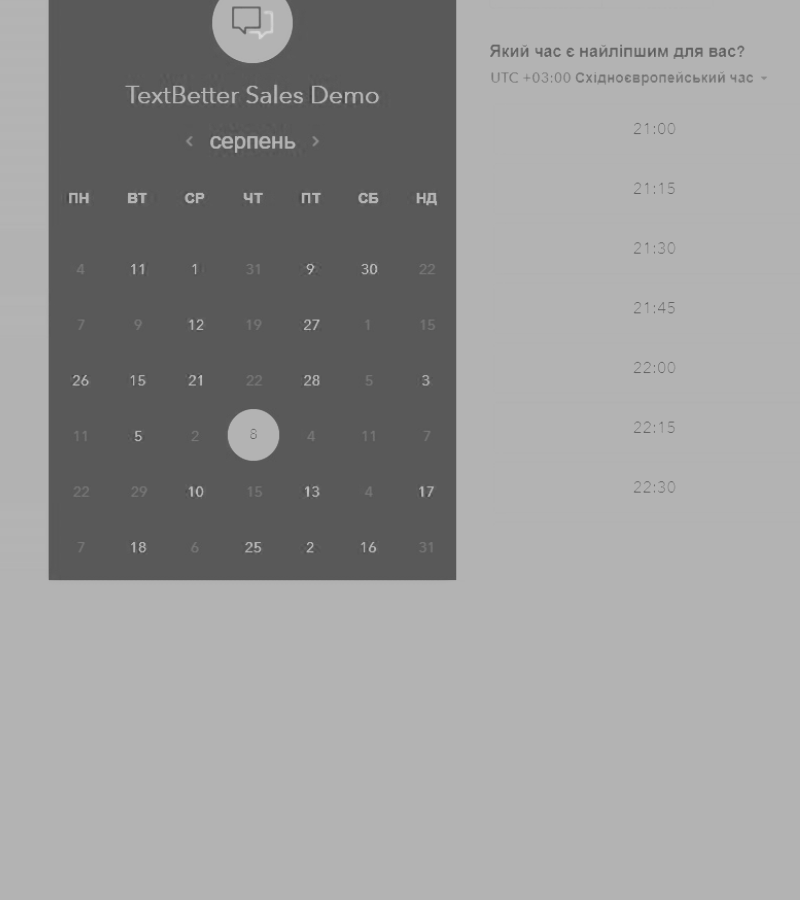 TextBetter Sales Demo
‹ серпень ›
ПН ВТ СР ЧТ ПТ СБ НД
4 11 1 31 9 30 22
7 9 12 19 27 1 15
26 15 21 22 28 5 3
11 5 2 8 4 11 7
22 29 10 15 13 4 17
7 18 6 25 2 16 31
Який час є найліпшим для вас?
UTC +03:00 Східноєвропейський час
21:00
21:15
21:30
21:45
22:00
22:15
22:30